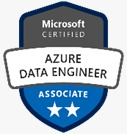 Microsoft
CERTIFIED
AZURE
DATA ENGINEER
ASSOCIATE